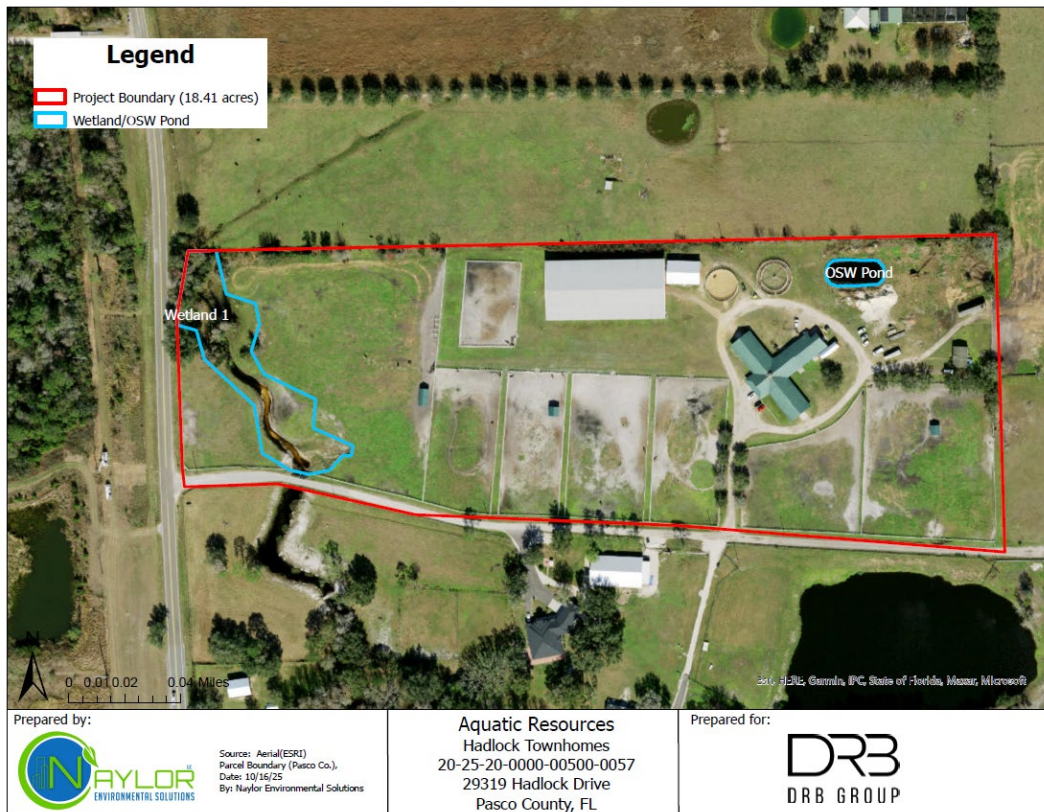 Legend
Project Boundary (18.41 acres)
Wetland/OSW Pond
OSW Pond
Wetland 1
N
0 0.010.02 0.04 Miles
Esri, HERE, Garmin, IPC, State of Florida, Maxar, Microsoft
Prepared by:
NAYLOR LLC
ENVIRONMENTAL SOLUTIONS
Source: Aerial(ESRI)
Parcel Boundary (Pasco Co.),
Date: 10/16/25
By: Naylor Environmental Solutions
Aquatic Resources
Hadlock Townhomes
20-25-20-0000-00500-0057
29319 Hadlock Drive
Pasco County, FL
Prepared for:
DRB
DRB GROUP